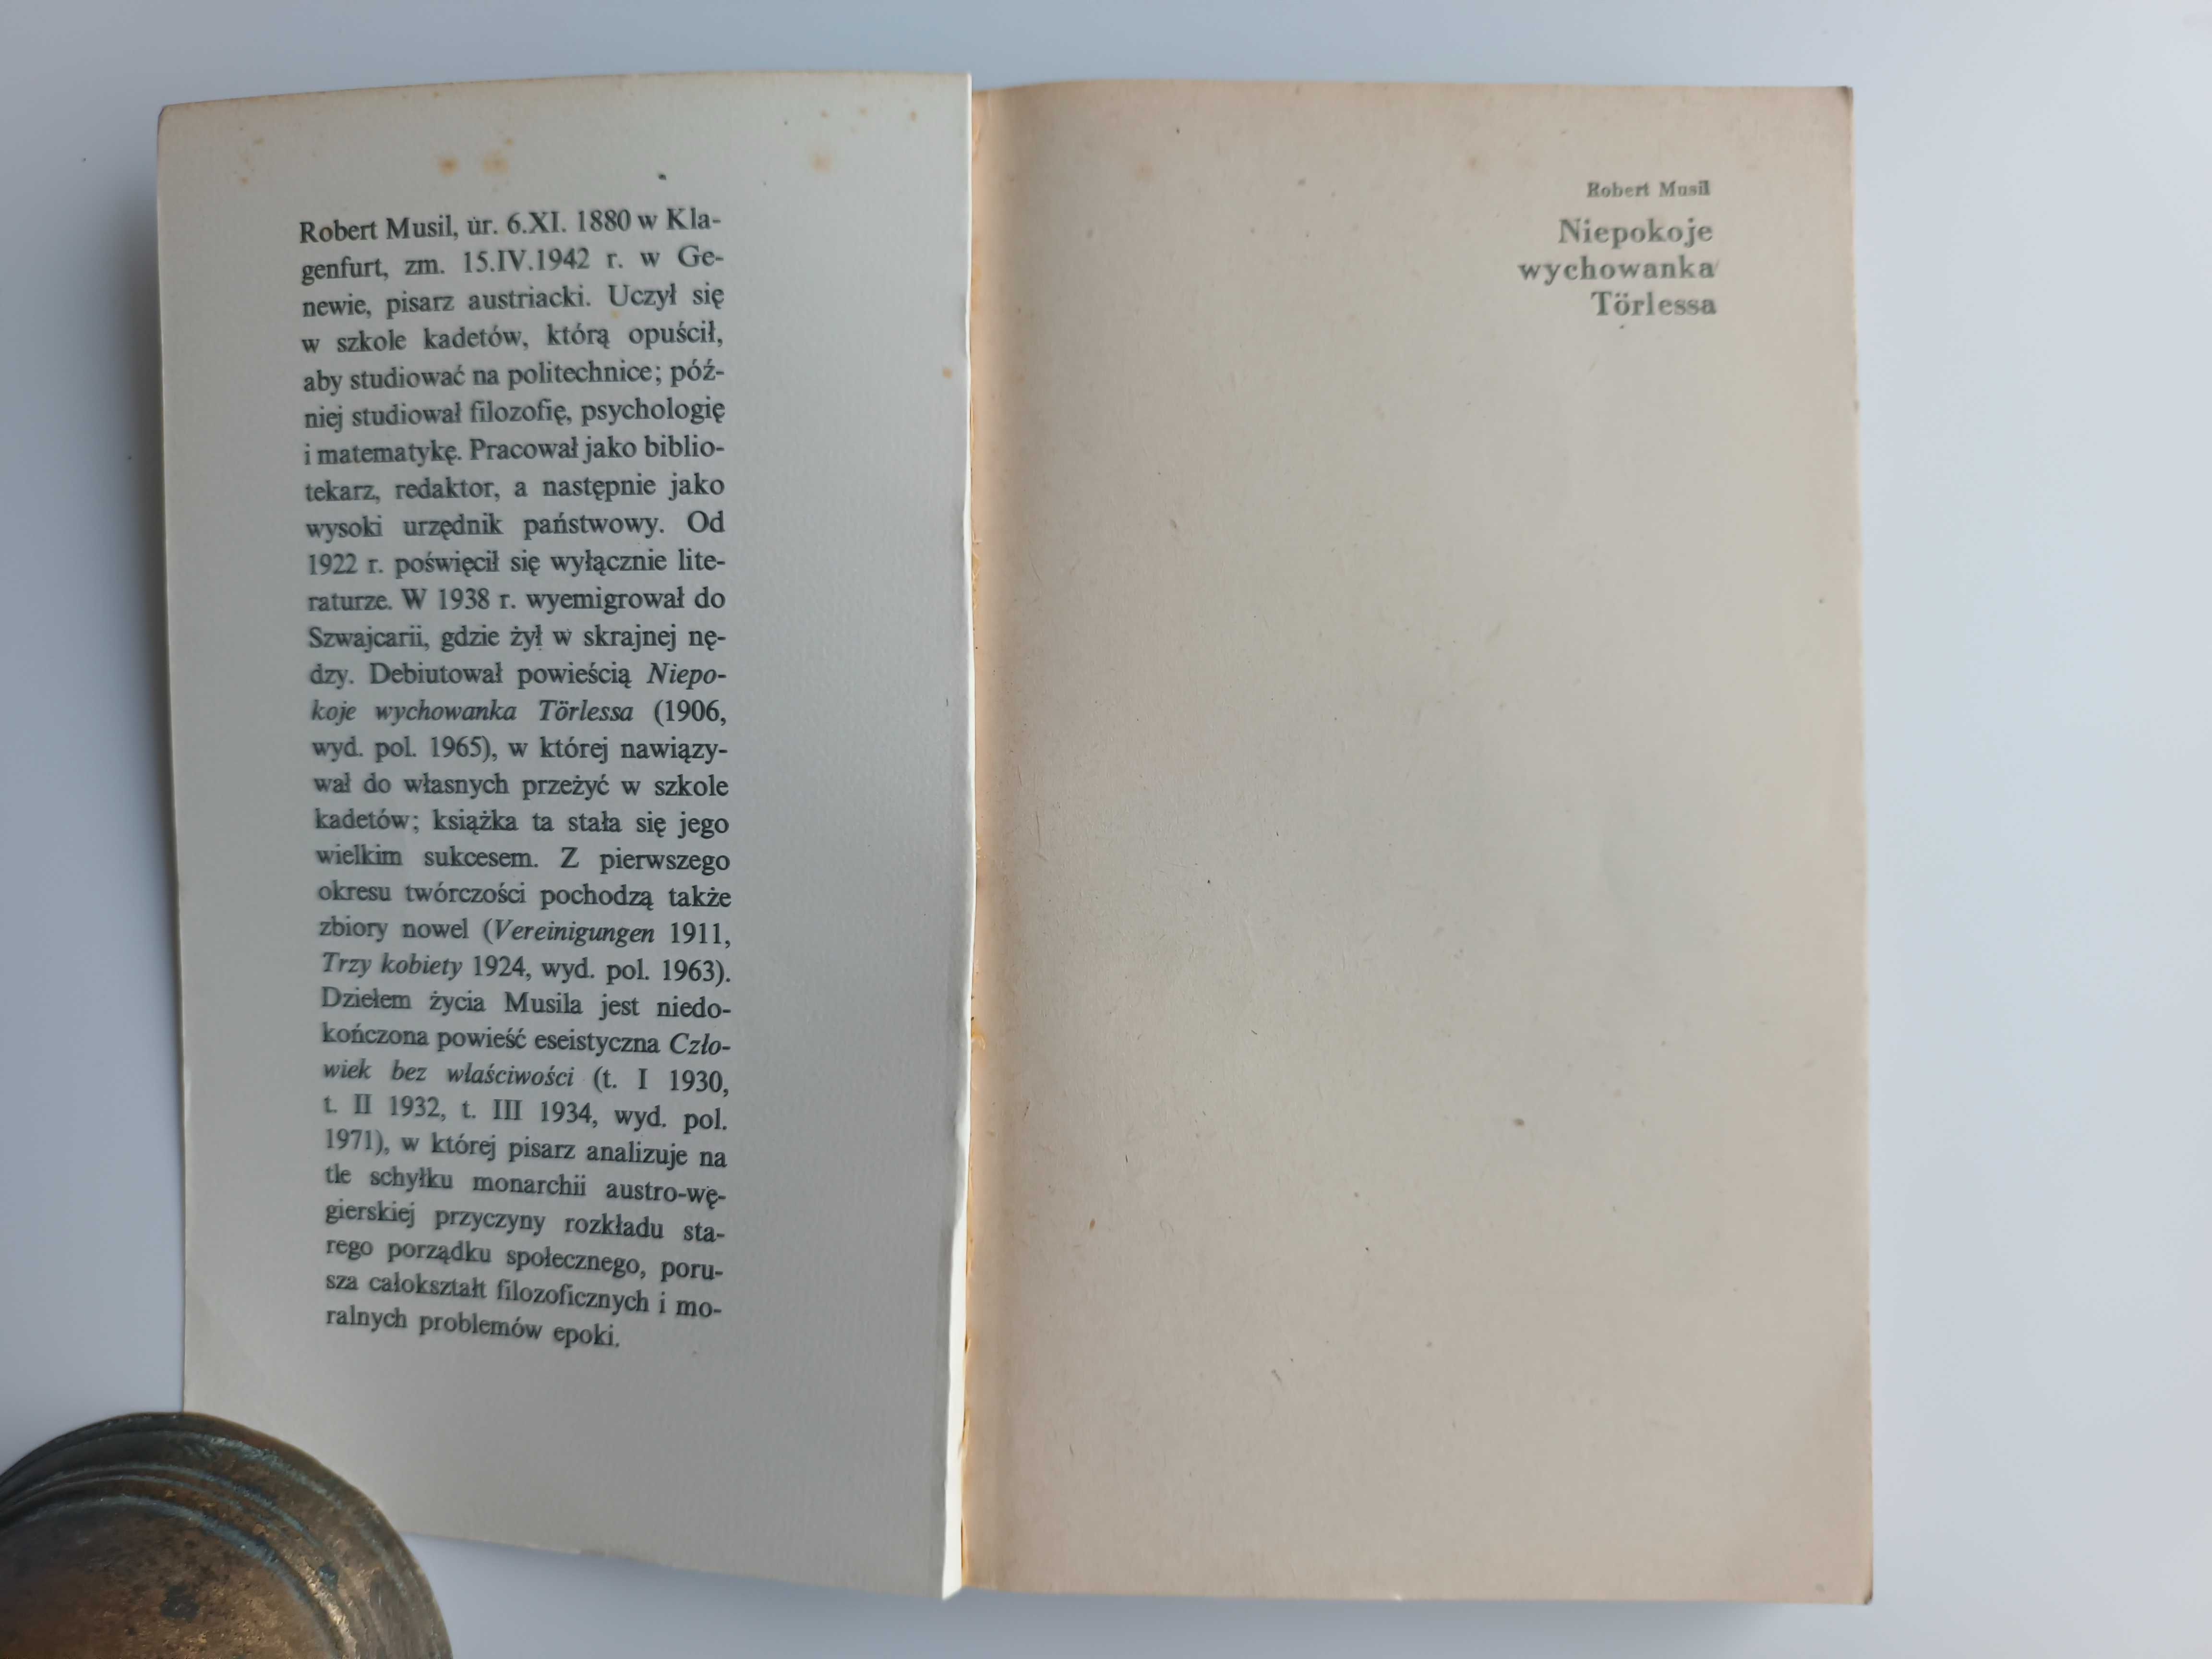 Robert Musil, ur. 6.XI. 1880 w Kla-
genfurt, zm. 15.IV.1942 r. w Ge-
newie, pisarz austriacki. Uczył się
w szkole kadetów, którą opuścił,
aby studiować na politechnice; póź-
niej studiował filozofię, psychologię
i matematykę. Pracował jako biblio-
tekarz, redaktor, a następnie jako
wysoki urzędnik państwowy. Od
1922 r. poświęcił się wyłącznie lite-
raturze. W 1938 r. wyemigrował do
Szwajcarii, gdzie żył w skrajnej nę-
dzy. Debiutował powieścią Niepo-
koje wychowanka Törlessa (1906,
wyd. pol. 1965), w której nawiązy-
wał do własnych przeżyć w szkole
kadetów; książka ta stała się jego
wielkim sukcesem. Z pierwszego
okresu twórczości pochodzą także
zbiory nowel (Vereinigungen 1911,
Trzy kobiety 1924, wyd. pol. 1963).
Dziełem życia Musila jest niedo-
kończona powieść eseistyczna Czło-
wiek bez właściwości (t. I 1930,
t. II 1932, t. III 1934, wyd. pol.
1971), w której pisarz analizuje na
tle schyłku monarchii austro-wę-
gierskiej przyczyny rozkładu sta-
rego porządku społecznego, poru-
sza całokształt filozoficznych i mo-
ralnych problemów epoki.
Robert Musil
Niepokoje
wychowanka
Törlessa